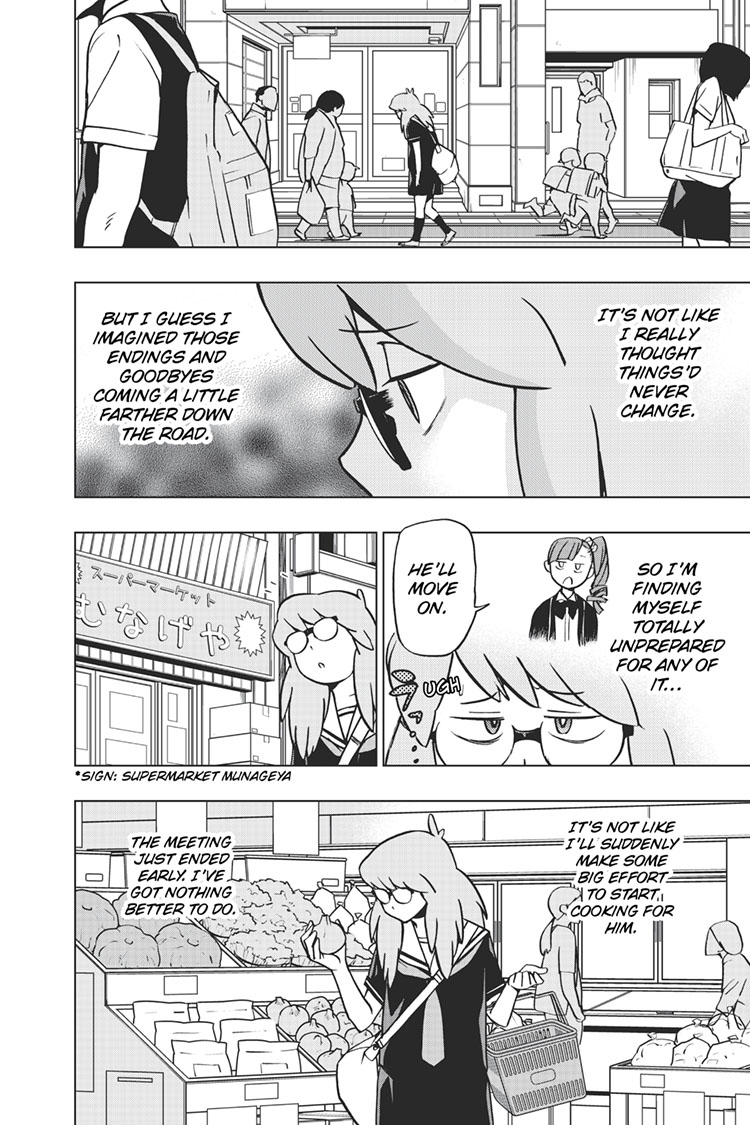 IT'S NOT LIKE
I REALLY
THOUGHT
THINGS'D
NEVER
CHANGE.
BUT I GUESS I
IMAGINED THOSE
ENDINGS AND
GOODBYES
COMING A LITTLE
FARTHER DOWN
THE ROAD.
SO I'M
FINDING
MYSELF
TOTALLY
UNPREPARED
FOR ANY OF
IT...
HE'LL
MOVE
ON.
UGH
スーパーマーケット
むなげや
*SIGN: SUPERMARKET MUNAGEYA
IT'S NOT LIKE
I'LL SUDDENLY
MAKE SOME
BIG EFFORT
TO START
COOKING FOR
HIM.
THE MEETING
JUST ENDED
EARLY. I'VE
GOT NOTHING
BETTER TO DO.